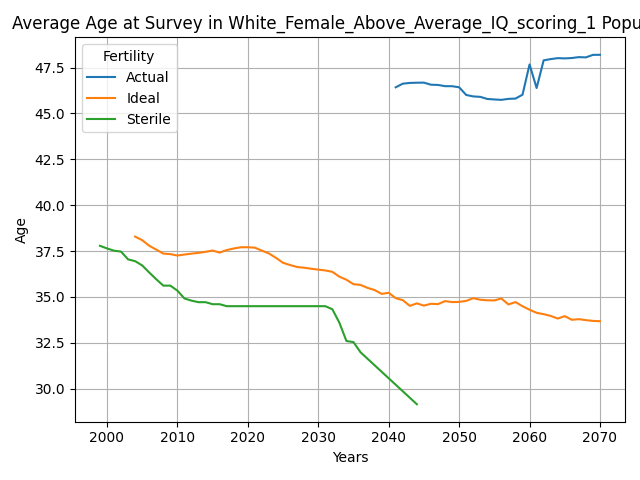 Average Age at Survey in White_Female_Above_Average_IQ_scoring_1 Popu
Fertility
Actual
Ideal
Sterile
47.5
45.0
42.5
40.0
37.5
35.0
32.5
30.0
Age
2000 2010 2020 2030 2040 2050 2060 2070
Years